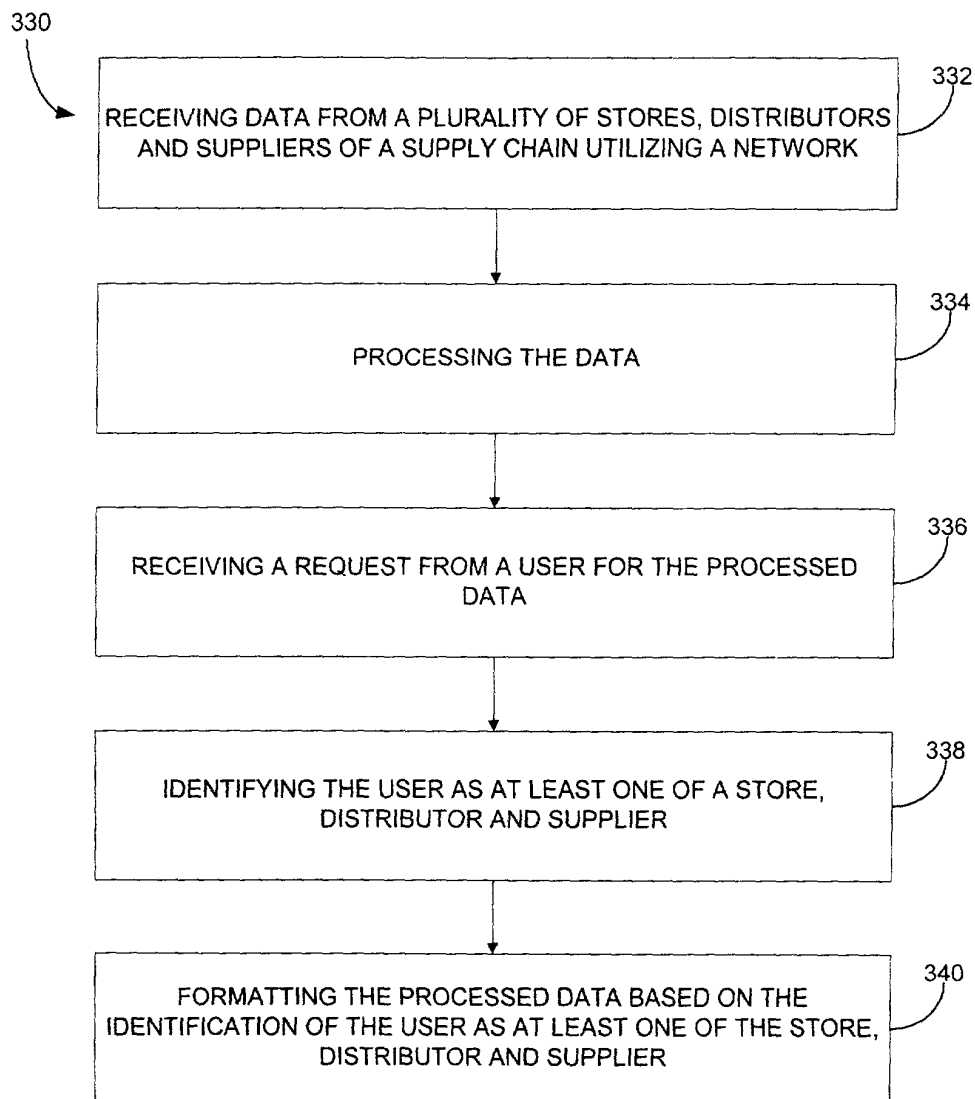 330
332
RECEIVING DATA FROM A PLURALITY OF STORES, DISTRIBUTORS
AND SUPPLIERS OF A SUPPLY CHAIN UTILIZING A NETWORK
334
PROCESSING THE DATA
336
RECEIVING A REQUEST FROM A USER FOR THE PROCESSED
DATA
338
IDENTIFYING THE USER AS AT LEAST ONE OF A STORE,
DISTRIBUTOR AND SUPPLIER
340
FORMATTING THE PROCESSED DATA BASED ON THE
IDENTIFICATION OF THE USER AS AT LEAST ONE OF THE STORE,
DISTRIBUTOR AND SUPPLIER